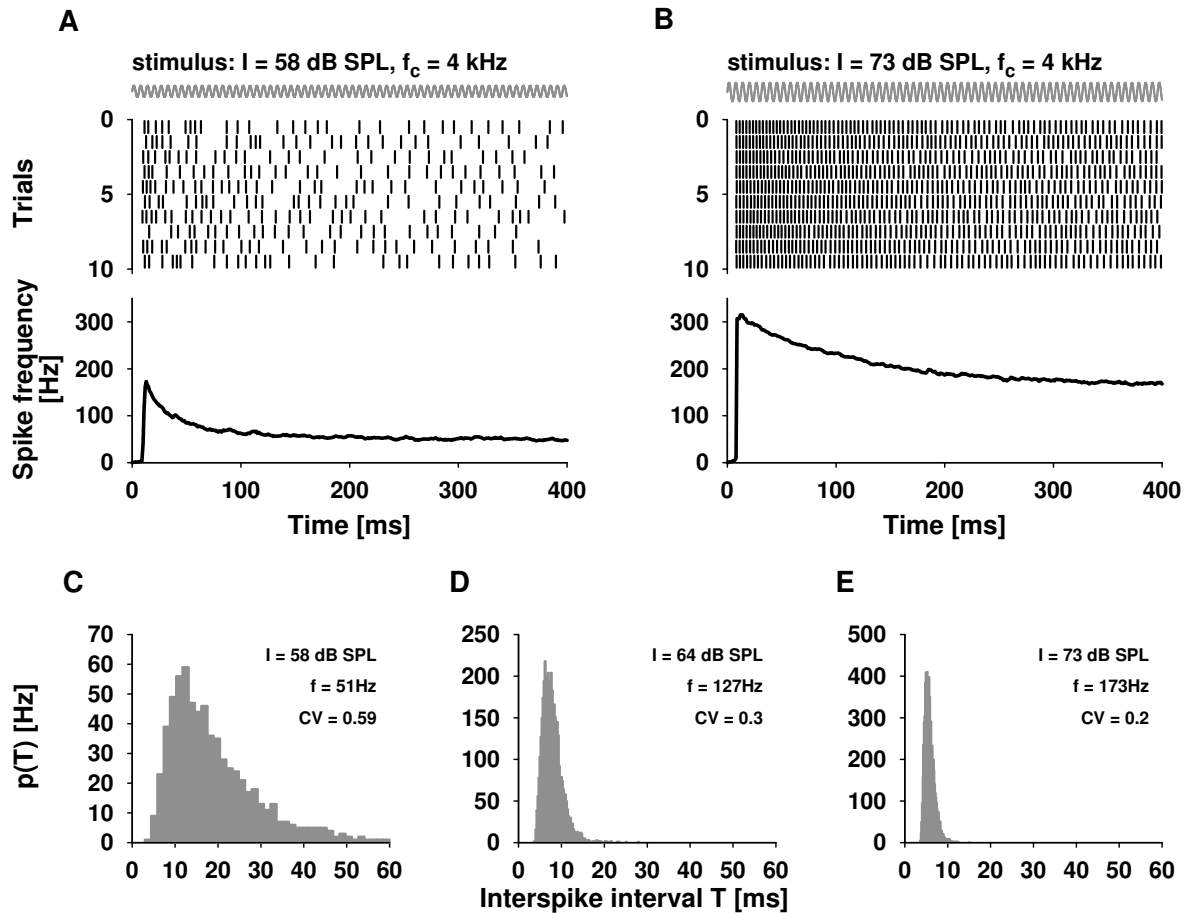 A
stimulus: I = 58 dB SPL, fc = 4 kHz
0
5
10
Trials
300
200
100
0
Spike frequency
[Hz]
0 100 200 300 400
Time [ms]
B
stimulus: I = 73 dB SPL, fc = 4 kHz
0
5
10
300
200
100
0
0 100 200 300 400
Time [ms]
C
70
60
50
40
30
20
10
0
p(T) [Hz]
I = 58 dB SPL
f = 51Hz
CV = 0.59
0 10 20 30 40 50 60
D
250
200
150
100
50
0
I = 64 dB SPL
f = 127Hz
CV = 0.3
0 10 20 30 40 50 60
Interspike interval T [ms]
E
500
400
300
200
100
0
I = 73 dB SPL
f = 173Hz
CV = 0.2
0 10 20 30 40 50 60